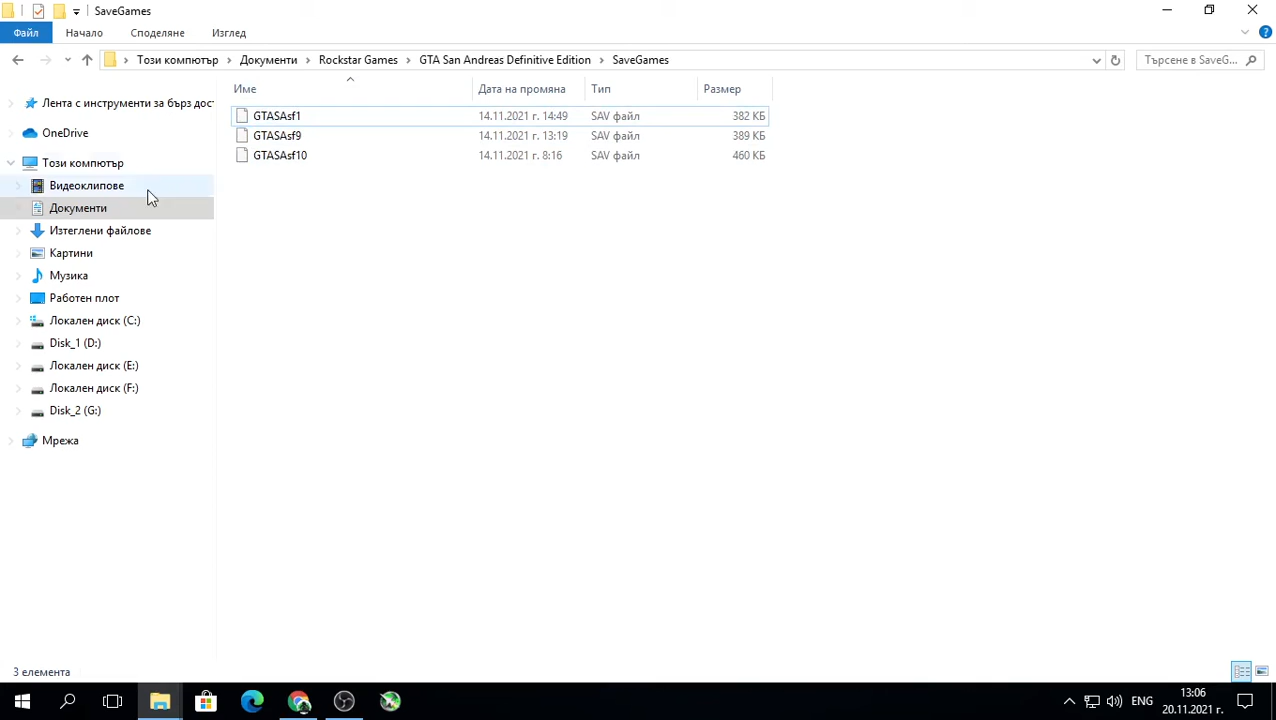 SaveGames
Файл Начало Споделяне Изглед
Този компютър Документи Rockstar Games GTA San Andreas Definitive Edition SaveGames Търсене в SaveG...
Име Дата на промяна Тип Размер
GTASAsf1 14.11.2021 г. 14:49 SAV файл 382 КБ
GTASAsf9 14.11.2021 г. 13:19 SAV файл 389 КБ
GTASAsf10 14.11.2021 г. 8:16 SAV файл 460 КБ
Лента с инструменти за бърз дос
OneDrive
Този компютър
Видеоклипове
Документи
Изтеглени файлове
Картини
Музика
Работен плот
Локален диск (C:)
Disk_1 (D:)
Локален диск (E:)
Локален диск (F:)
Disk_2 (G:)
Мрежа
3 елемента
ENG
13:06
20.11.2021 г.